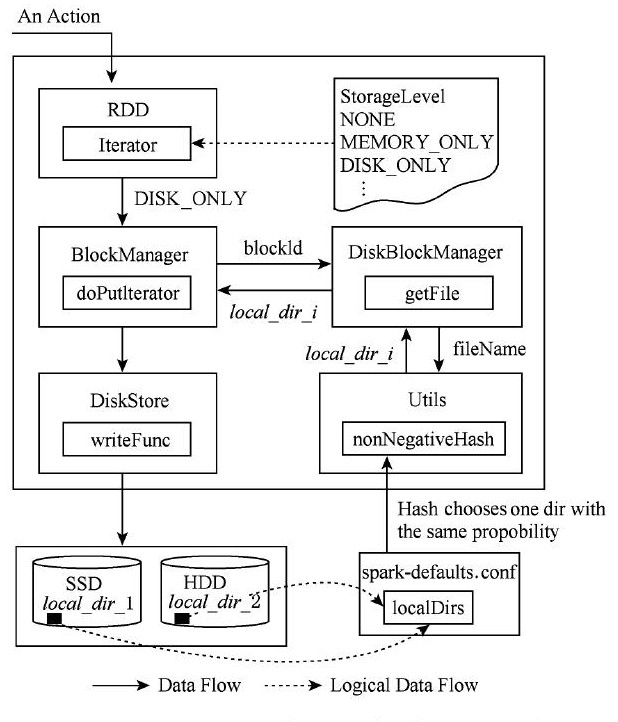 An Action
RDD
Iterator
StorageLevel
NONE
MEMORY_ONLY
DISK_ONLY
⋮
DISK_ONLY
BlockManager
doPutIterator
blockId
local_dir_i
DiskBlockManager
getFile
local_dir_i
fileName
DiskStore
writeFunc
Utils
nonNegativeHash
Hash chooses one dir with
the same propobility
SSD
local_dir_1
HDD
local_dir_2
spark-defaults.conf
localDirs
Data Flow
Logical Data Flow